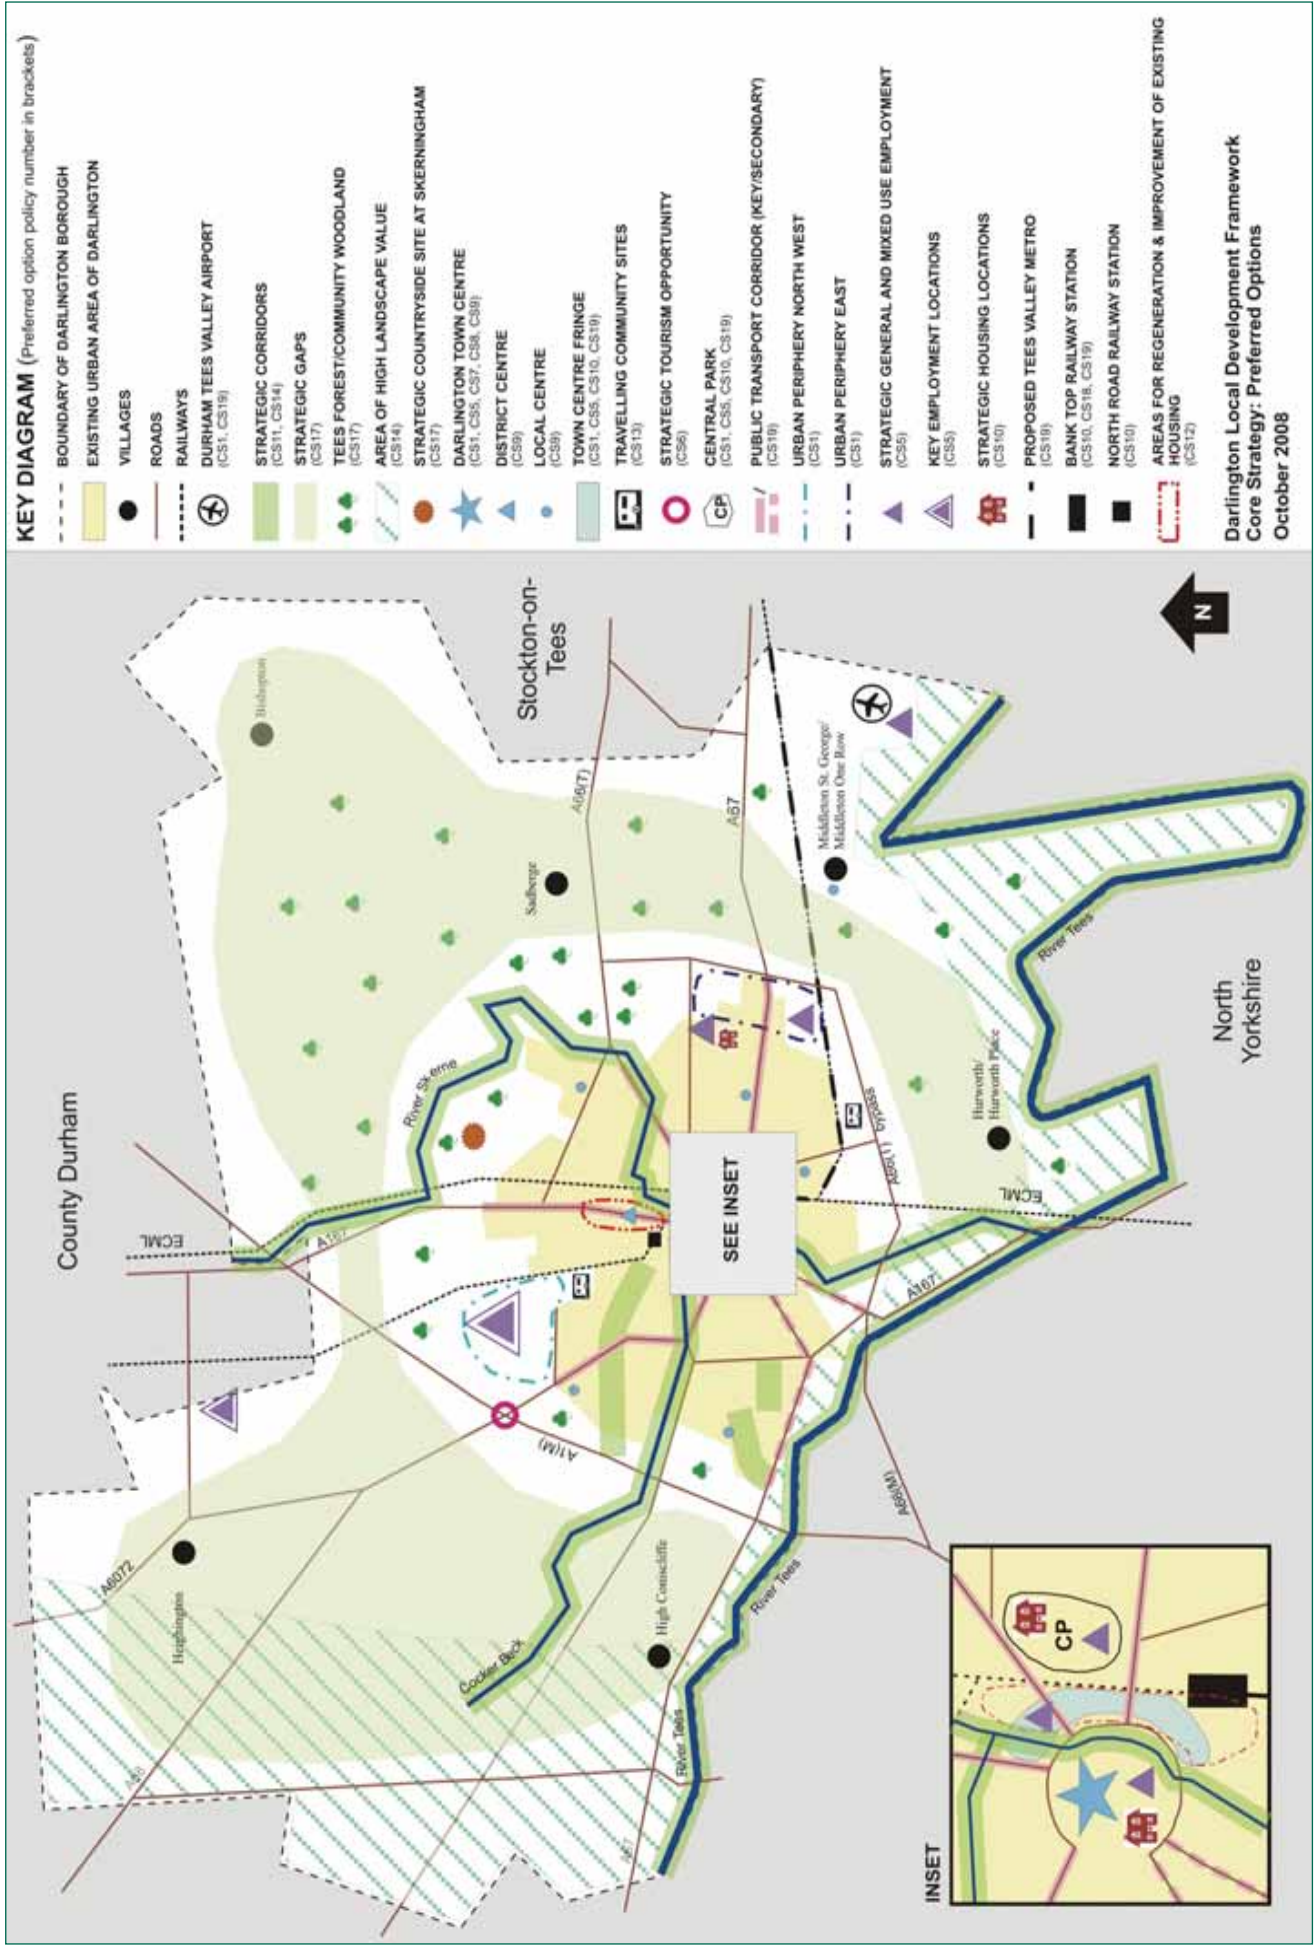 KEY DIAGRAM (Preferred option policy number in brackets)
BOUNDARY OF DARLINGTON BOROUGH
EXISTING URBAN AREA OF DARLINGTON
VILLAGES
ROADS
RAILWAYS
DURHAM TEES VALLEY AIRPORT
(CS1, CS19)
STRATEGIC CORRIDORS
(CS11, CS14)
STRATEGIC GAPS
(CS17)
TEES FOREST/COMMUNITY WOODLAND
(CS17)
AREA OF HIGH LANDSCAPE VALUE
(CS14)
STRATEGIC COUNTRYSIDE SITE AT SKERNINGHAM
(CS17)
DARLINGTON TOWN CENTRE
(CS1, CS5, CS7, CS8, CS9)
DISTRICT CENTRE
(CS9)
LOCAL CENTRE
(CS9)
TOWN CENTRE FRINGE
(CS1, CS5, CS10, CS19)
TRAVELLING COMMUNITY SITES
(CS13)
STRATEGIC TOURISM OPPORTUNITY
(CS6)
CP
CENTRAL PARK
(CS1, CS5, CS10, CS19)
PUBLIC TRANSPORT CORRIDOR (KEY/SECONDARY)
(CS19)
URBAN PERIPHERY NORTH WEST
(CS1)
URBAN PERIPHERY EAST
(CS1)
STRATEGIC GENERAL AND MIXED USE EMPLOYMENT
(CS5)
KEY EMPLOYMENT LOCATIONS
(CS5)
STRATEGIC HOUSING LOCATIONS
(CS10)
PROPOSED TEES VALLEY METRO
(CS19)
BANK TOP RAILWAY STATION
(CS10, CS18, CS19)
NORTH ROAD RAILWAY STATION
(CS10)
AREAS FOR REGENERATION & IMPROVEMENT OF EXISTING
HOUSING
(CS12)
Darlington Local Development Framework
Core Strategy: Preferred Options
October 2008
County Durham
Stockton-on-
Tees
North
Yorkshire
N
Bishopton
Sadberge
A66(T)
A67
Middleton St. George/
Middleton One Row
River Tees
Hurworth/
Hurworth Place
A66(T) bypass
ECML
River Skerne
ECML
A167
A167
SEE INSET
A1(M)
A66(M)
A6072
Heighington
High Coniscliffe
Cocker Beck
River Tees
River Tees
A68
A67
INSET
CP